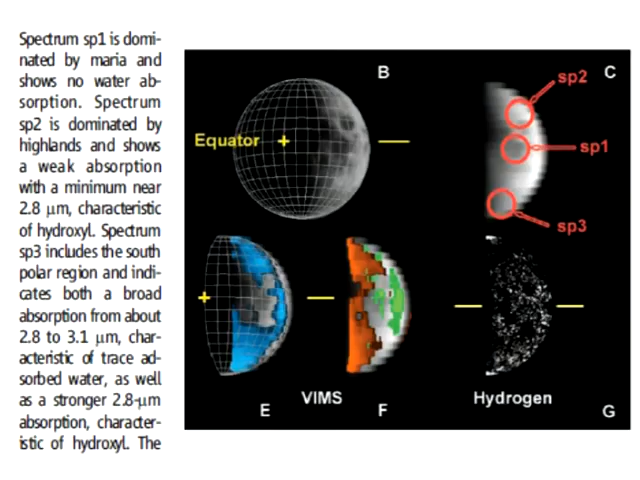 Spectrum sp1 is domi-
nated by maria and
shows no water ab-
sorption. Spectrum
sp2 is dominated by
highlands and shows
a weak absorption
with a minimum near
2.8 μm, characteristic
of hydroxyl. Spectrum
sp3 includes the south
polar region and indi-
cates both a broad
absorption from about
2.8 to 3.1 μm, char-
acteristic of trace ad-
sorbed water, as well
as a stronger 2.8-μm
absorption, character-
istic of hydroxyl. The
B
C
sp2
Equator +
sp1
sp3
+
VIMS
Hydrogen
E
F
G